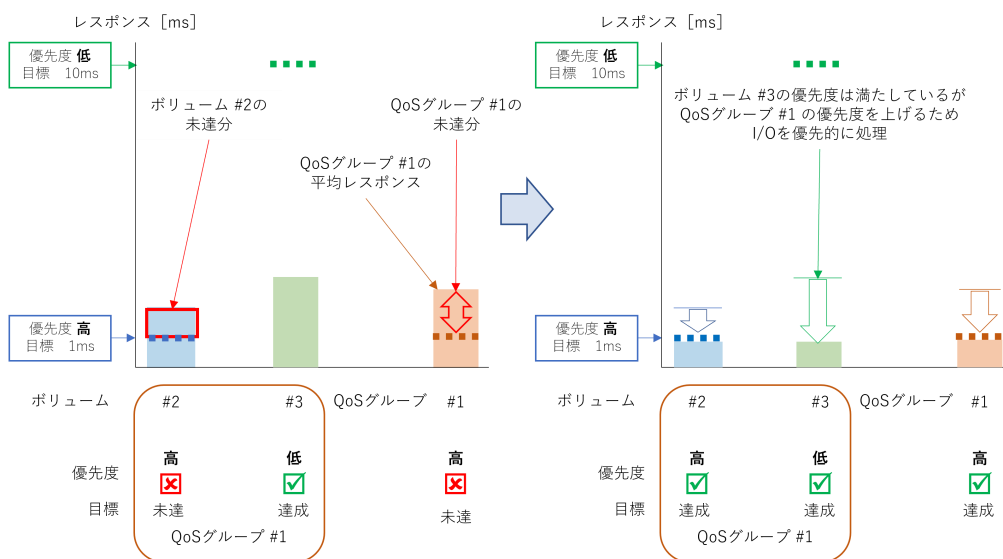 レスポンス [ms]
優先度 低
目標 10ms
ボリューム #2の
未達分
QoSグループ #1の
未達分
QoSグループ #1の
平均レスポンス
優先度 高
目標 1ms
ボリューム #2 #3 QoSグループ #1
優先度 高 低 高
目標 未達 達成 未達
QoSグループ #1
レスポンス [ms]
優先度 低
目標 10ms
ボリューム #3の優先度は満たしているが
QoSグループ #1 の優先度を上げるため
I/Oを優先的に処理
優先度 高
目標 1ms
ボリューム #2 #3 QoSグループ #1
優先度 高 低 高
目標 達成 達成 達成
QoSグループ #1